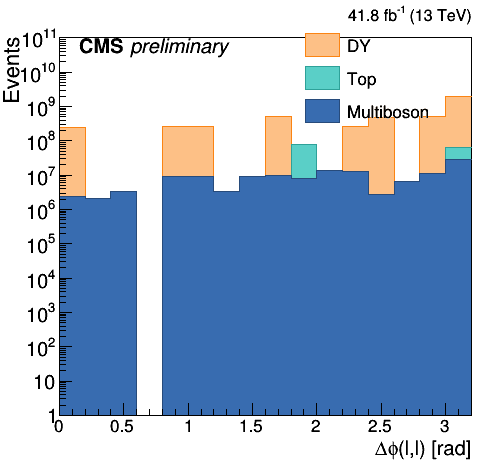 41.8 fb⁻¹ (13 TeV)
CMS preliminary
DY
Top
Multiboson
Events
10¹¹
10¹⁰
10⁹
10⁸
10⁷
10⁶
10⁵
10⁴
10³
10²
10
1
0 0.5 1 1.5 2 2.5 3
Δϕ(l,l) [rad]